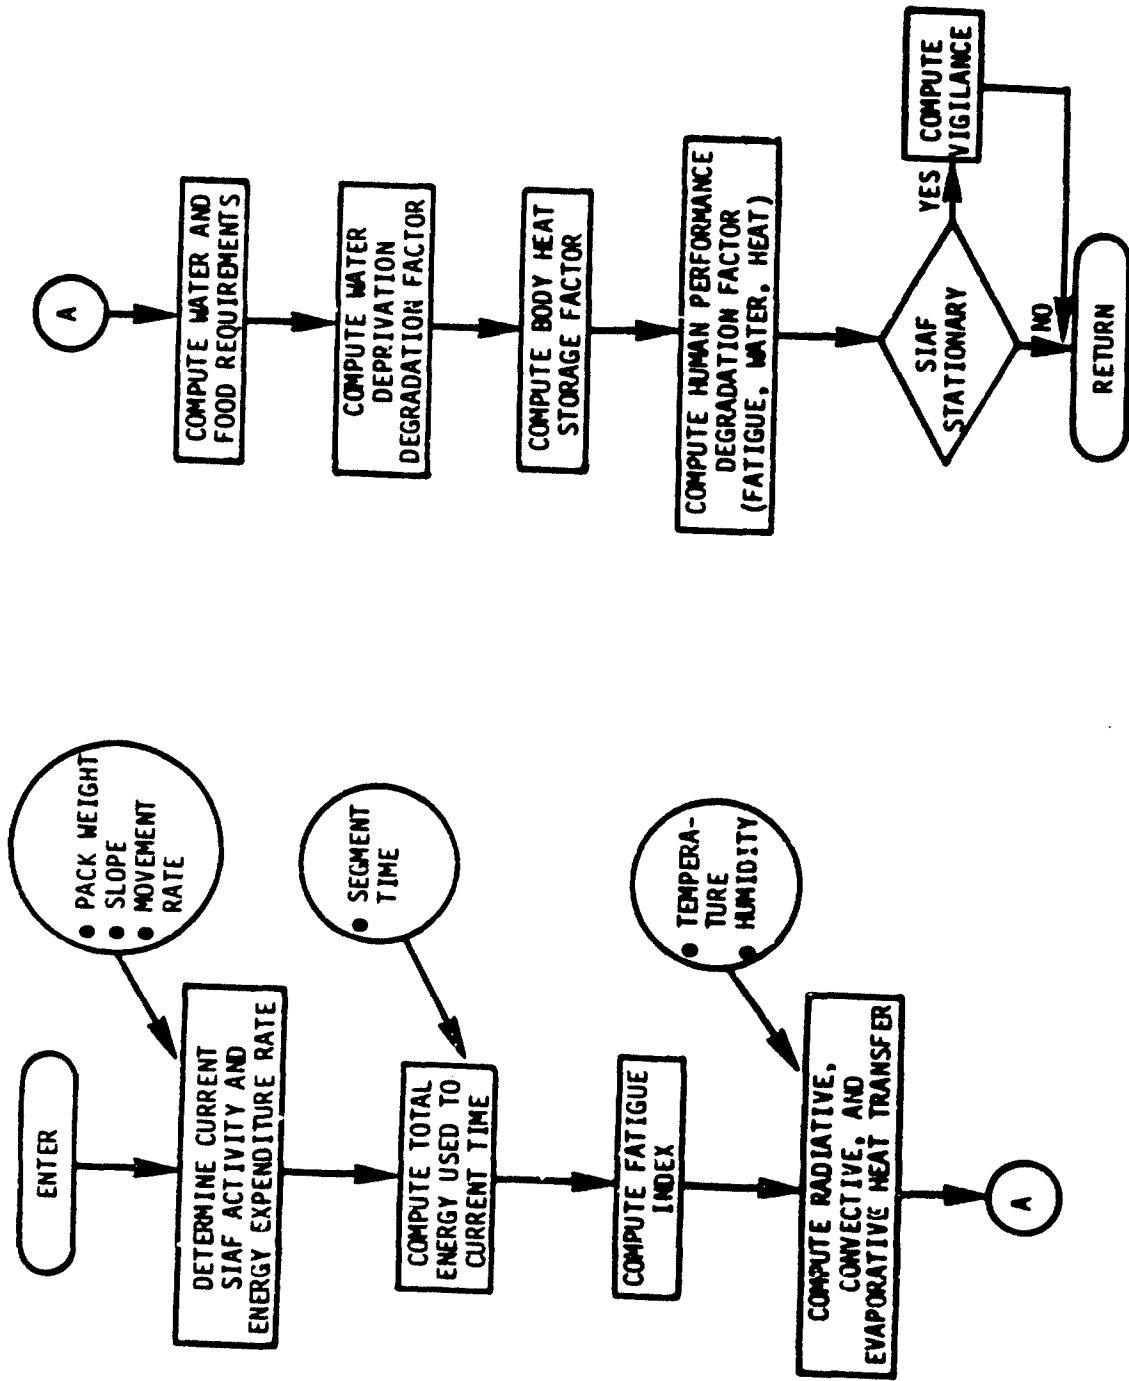 ENTER
● PACK WEIGHT
● SLOPE
● MOVEMENT
RATE
DETERMINE CURRENT
SIAF ACTIVITY AND
ENERGY EXPENDITURE RATE
● SEGMENT
TIME
COMPUTE TOTAL
ENERGY USED TO
CURRENT TIME
COMPUTE FATIGUE
INDEX
● TEMPERA-
TURE
● HUMIDITY
COMPUTE RADIATIVE,
CONVECTIVE, AND
EVAPORATIVE HEAT TRANSFER
A
A
COMPUTE WATER AND
FOOD REQUIREMENTS
COMPUTE WATER
DEPRIVATION
DEGRADATION FACTOR
COMPUTE BODY HEAT
STORAGE FACTOR
COMPUTE HUMAN PERFORMANCE
DEGRADATION FACTOR
(FATIGUE, WATER, HEAT)
SIAF
STATIONARY
YES
COMPUTE
VIGILANCE
NO
RETURN